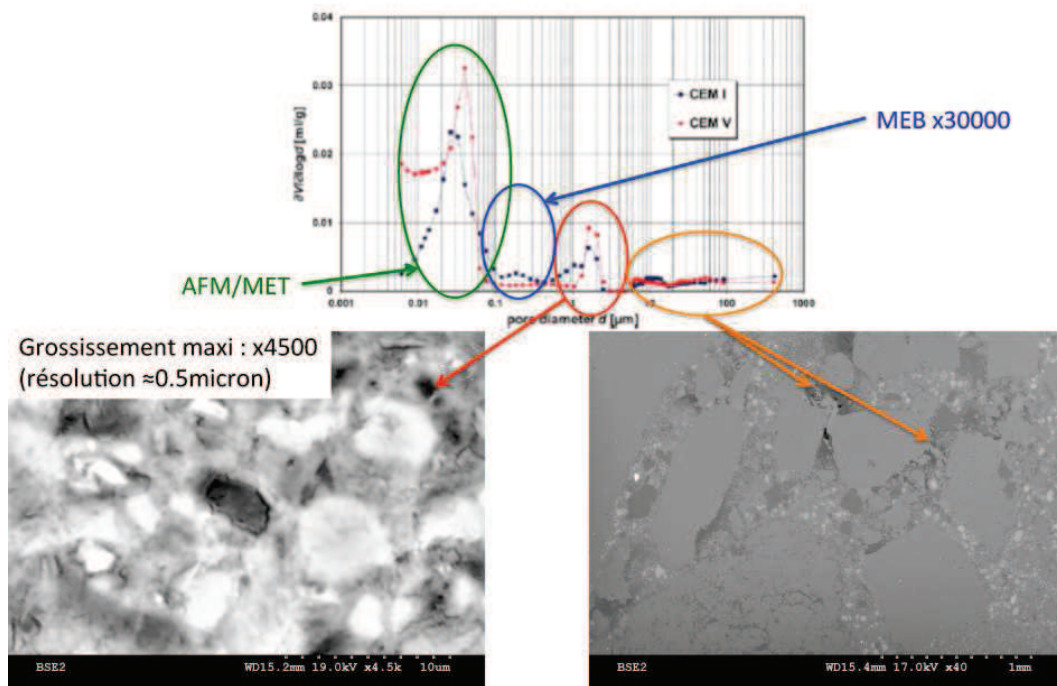 0.04
0.03
0.02
0.01
0
∂V/∂logd [ml/g]
CEM I
CEM V
MEB x30000
AFM/MET
0.001 0.01 0.1 1 10 100 1000
pore diameter d [µm]
Grossissement maxi : x4500
(résolution ≈0.5micron)
BSE2 WD15.2mm 19.0kV x4.5k 10um
BSE2 WD15.4mm 17.0kV x40 1mm